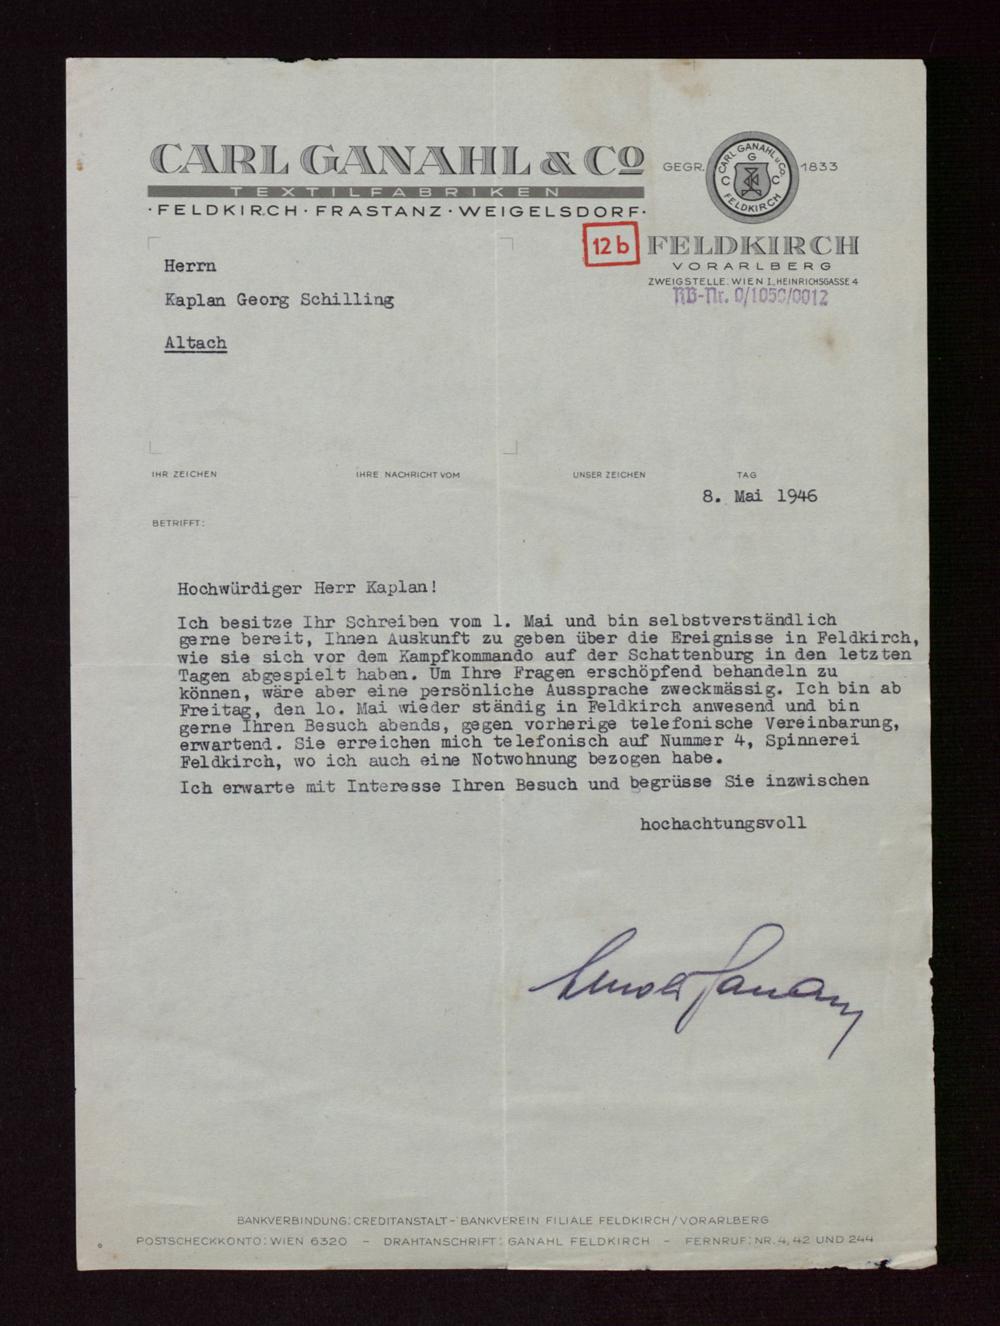 CARL GANAHL & CO
TEXTILFABRIKEN
·FELDKIRCH·FRASTANZ·WEIGELSDORF·
GEGR. 1833
CARL GANAHL u. CO
G
C C
FELDKIRCH
12 b
FELDKIRCH
VORARLBERG
ZWEIGSTELLE: WIEN I., HEINRICHSGASSE 4
RB-Nr. 0/1050/0012
Herrn
Kaplan Georg Schilling
Altach
IHR ZEICHEN IHRE NACHRICHT VOM UNSER ZEICHEN TAG
8. Mai 1946
BETRIFFT:
Hochwürdiger Herr Kaplan!
Ich besitze Ihr Schreiben vom 1. Mai und bin selbstverständlich
gerne bereit, Ihnen Auskunft zu geben über die Ereignisse in Feldkirch,
wie sie sich vor dem Kampfkommando auf der Schattenburg in den letzten
Tagen abgespielt haben. Um Ihre Fragen erschöpfend behandeln zu
können, wäre aber eine persönliche Aussprache zweckmässig. Ich bin ab
Freitag, den lo. Mai wieder ständig in Feldkirch anwesend und bin
gerne Ihren Besuch abends, gegen vorherige telefonische Vereinbarung,
erwartend. Sie erreichen mich telefonisch auf Nummer 4, Spinnerei
Feldkirch, wo ich auch eine Notwohnung bezogen habe.
Ich erwarte mit Interesse Ihren Besuch und begrüsse Sie inzwischen
hochachtungsvoll
Ganahl
BANKVERBINDUNG: CREDITANSTALT-BANKVEREIN FILIALE FELDKIRCH/VORARLBERG
POSTSCHECKKONTO: WIEN 6320 – DRAHTANSCHRIFT: GANAHL FELDKIRCH – FERNRUF: NR. 4, 42 UND 244